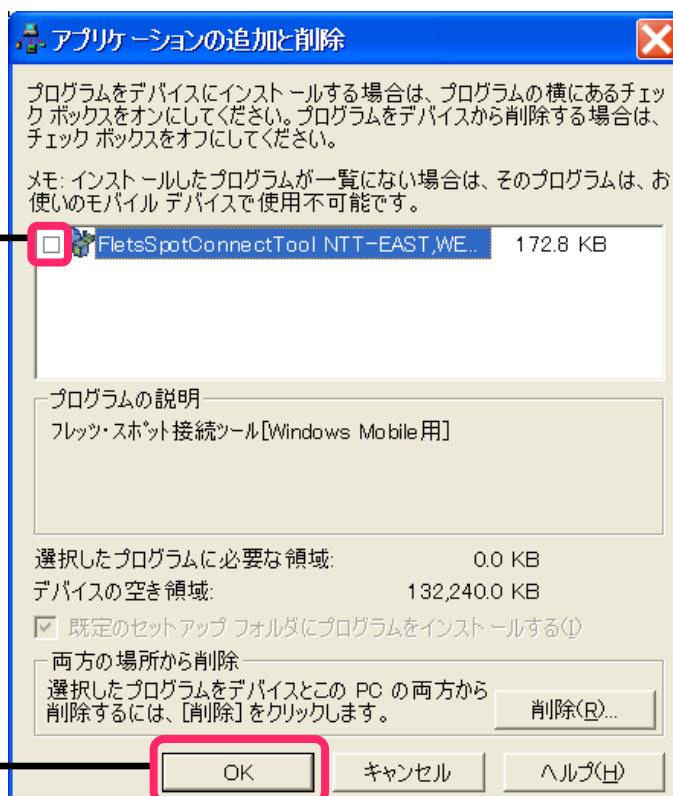 アプリケーションの追加と削除
プログラムをデバイスにインストールする場合は、プログラムの横にあるチェッ
ク ボックスをオンにしてください。プログラムをデバイスから削除する場合は、
チェック ボックスをオフにしてください。
メモ: インストールしたプログラムが一覧にない場合は、そのプログラムは、お
使いのモバイル デバイスで使用不可能です。
FletsSpotConnectTool NTT-EAST,WE... 172.8 KB
プログラムの説明
フレッツ・スポット接続ツール[Windows Mobile用]
選択したプログラムに必要な領域: 0.0 KB
デバイスの空き領域: 132,240.0 KB
既定のセットアップ フォルダにプログラムをインストールする(I)
両方の場所から削除
選択したプログラムをデバイスとこの PC の両方から
削除するには、[削除] をクリックします。
削除(R)...
OK キャンセル ヘルプ(H)